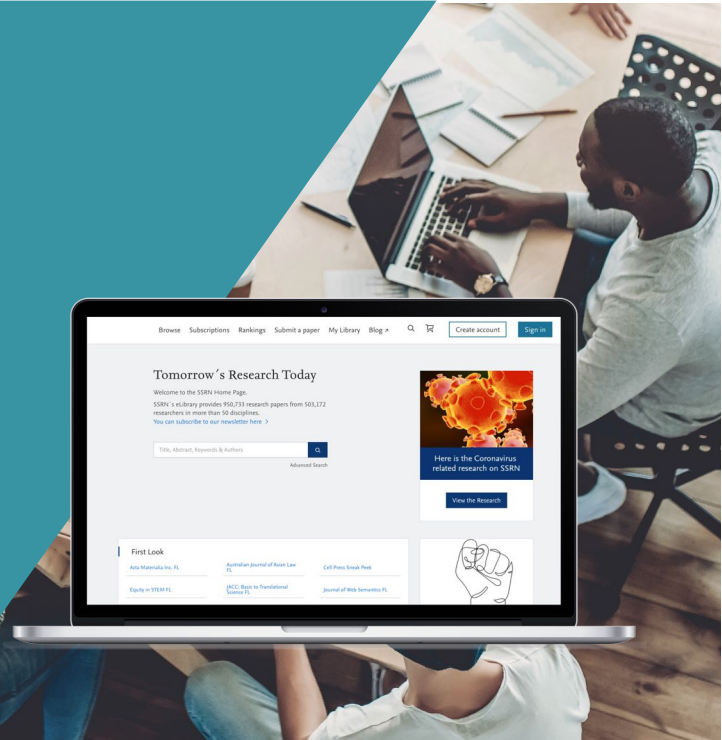 Browse Subscriptions Rankings Submit a paper My Library Blog ↗ Create account Sign in
Tomorrow´s Research Today
Welcome to the SSRN Home Page.
SSRN´s eLibrary provides 950,733 research papers from 503,172
researchers in more than 50 disciplines.
You can subcribe to our newsletter here >
Title, Abstract, Keywords & Authors
Advanced Search
Here is the Coronavirus
related research on SSRN
View the Research
First Look
Acta Materialia Inc. FL
Australian Journal of Asian Law
FL
Cell Press Sneak Peek
Equity in STEM FL
JACC: Basic to Translational
Science FL
Journal of Web Semantics FL